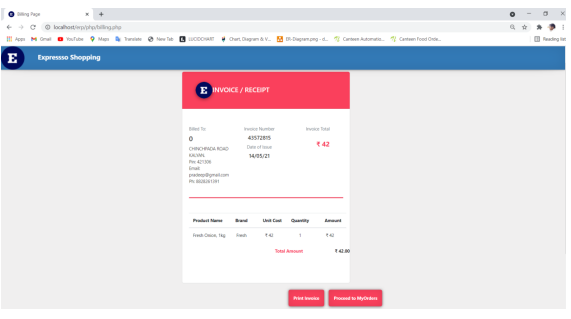 Billing Page
localhost/ecp/php/billing.php
Apps
Gmail
YouTube
Maps
Translate
New Tab
LUCIDCHART
Chart, Diagram & V...
ER-Diagram.png - d...
Canteen Automatio...
Canteen Food Orde...
Reading list
E
Expressso Shopping
E INVOICE / RECEIPT
Billed To
Invoice Number
Invoice Total
0
43572815
₹ 42
CHINCHPADA ROAD
Date of Issue
KALYAN,
14/05/21
Pin: 421306
Email:
pradeep@gmail.com
Ph: 8828261391
Product Name Brand Unit Cost Quantity Amount
Fresh Onion, 1kg Fresh ₹ 42 1 ₹ 42
Total Amount ₹ 42.00
Print Invoice
Proceed to MyOrders